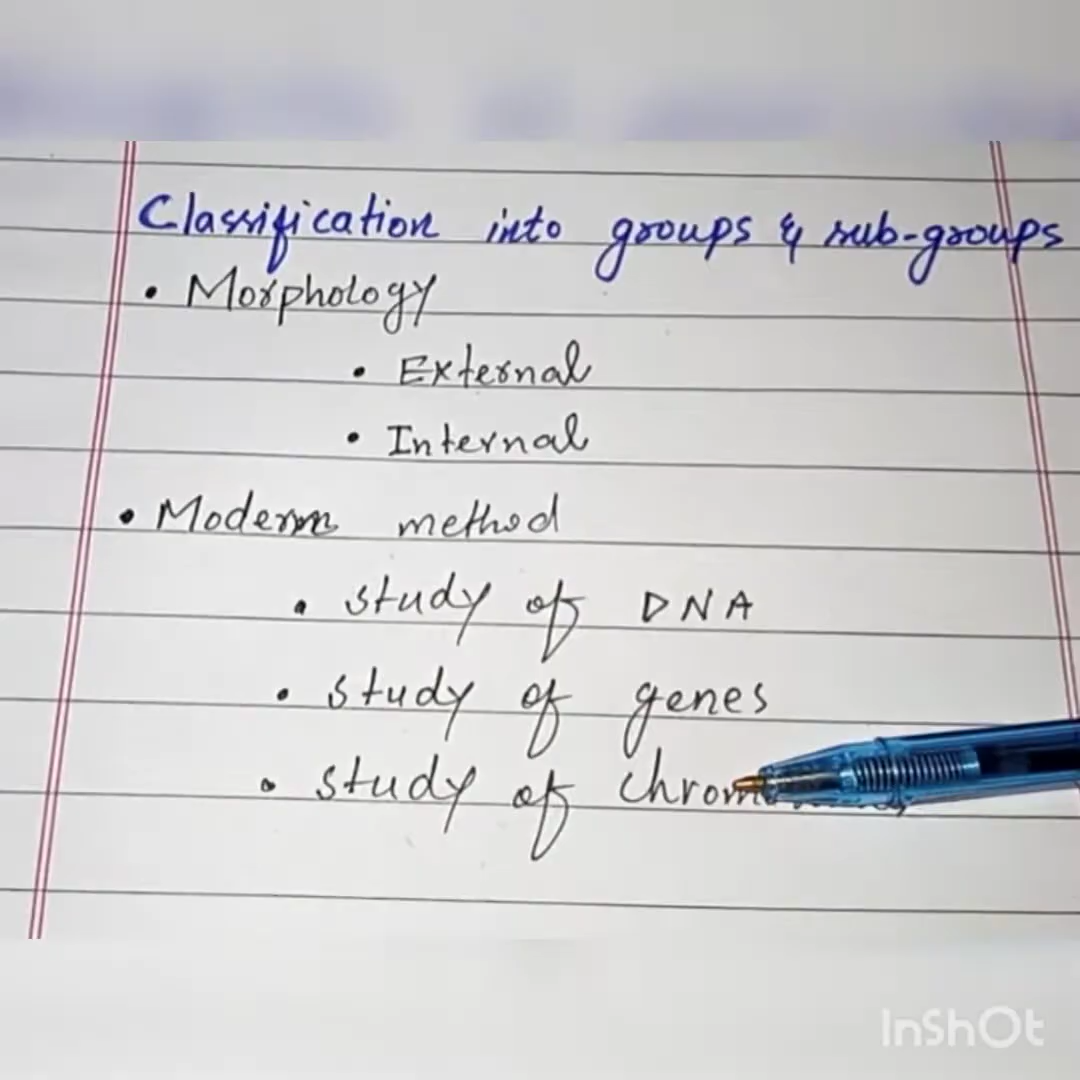 Classification into groups & sub-groups
• Morphology
• External
• Internal
• Modern method
• study of DNA
• study of genes
• study of
InShOt